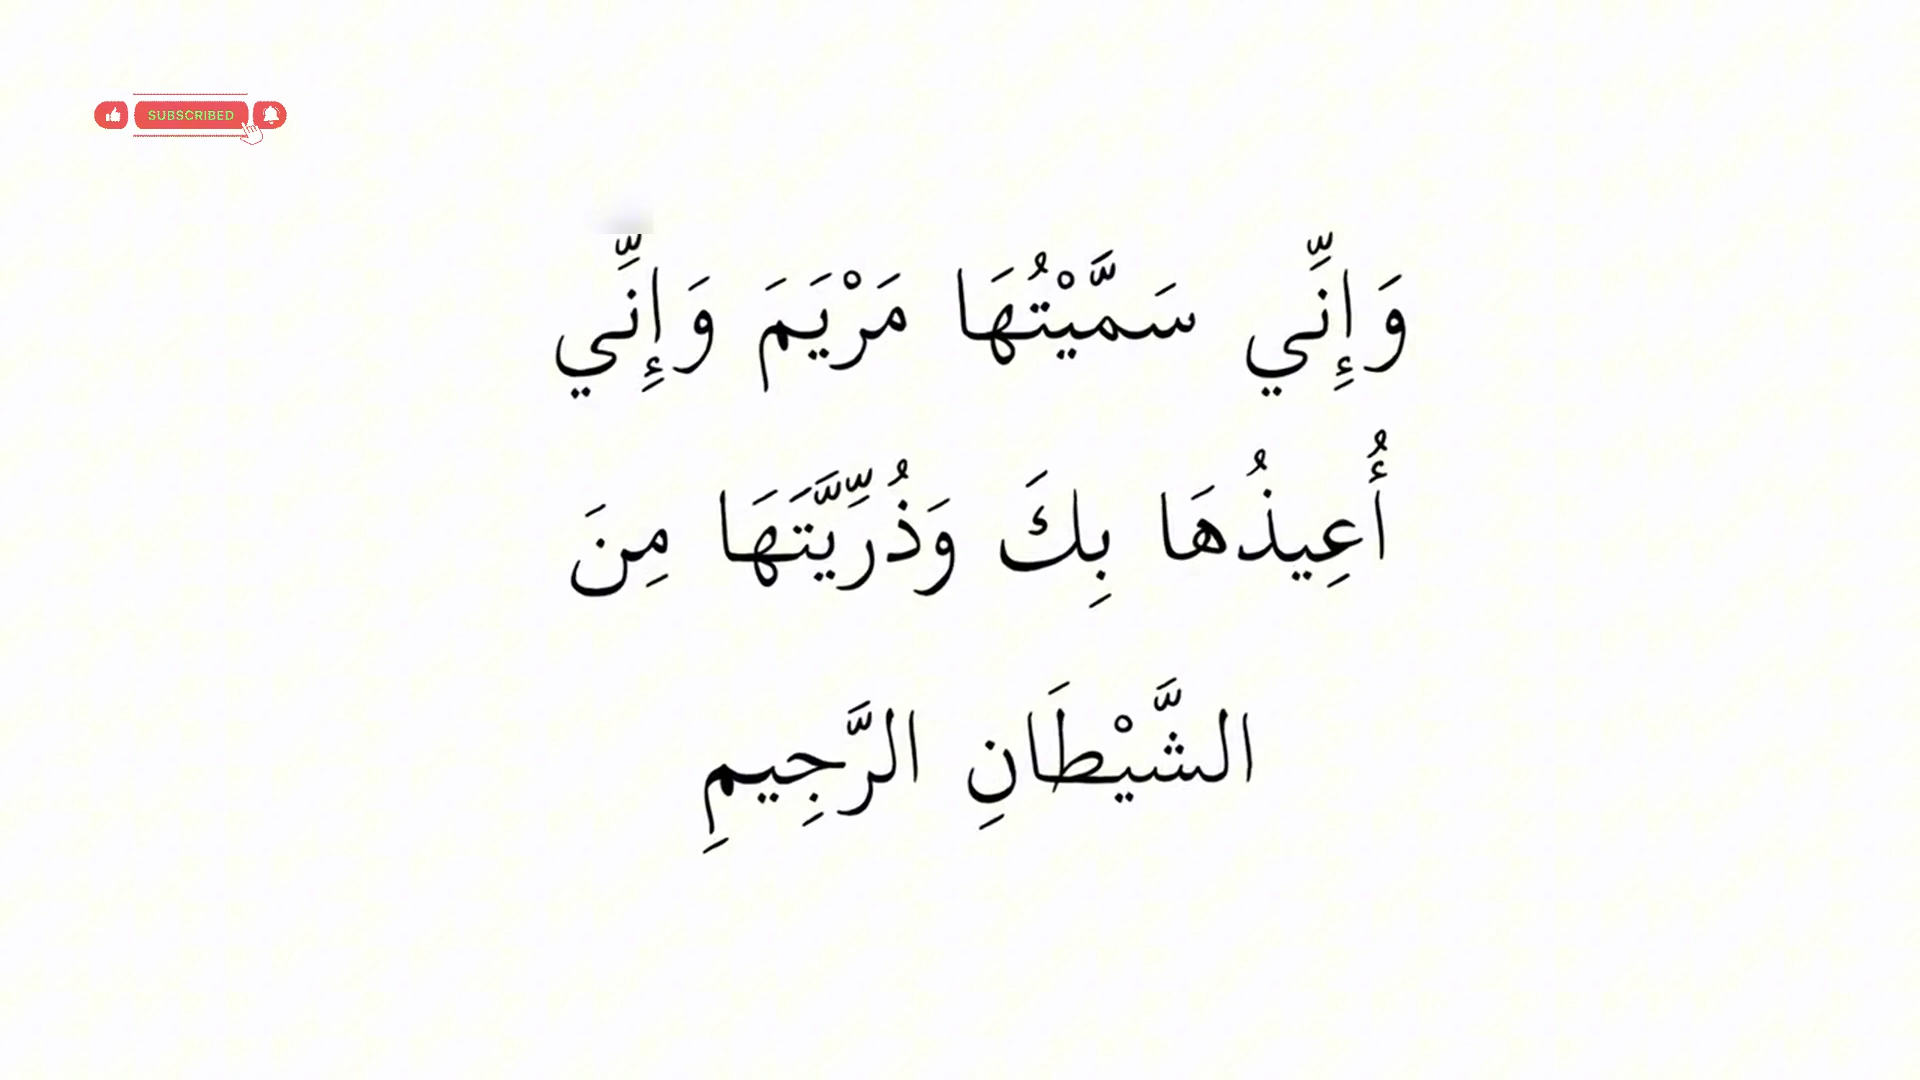 SUBSCRIBED
وَإِنِّي سَمَّيْتُهَا مَرْيَمَ وَإِنِّي
أُعِيذُهَا بِكَ وَذُرِّيَّتَهَا مِنَ
الشَّيْطَانِ الرَّجِيمِ